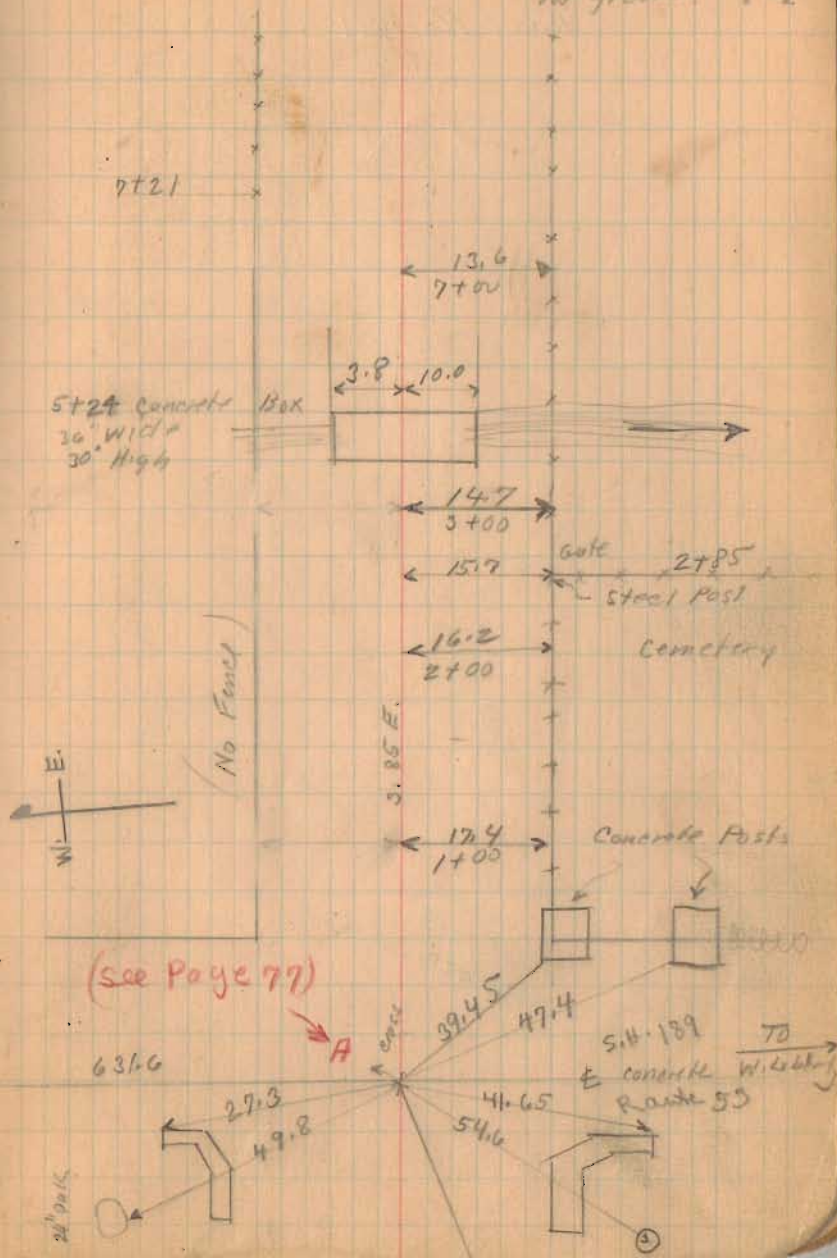 7+21
13.6
7+00
3.8 10.0
5+24 Concrete Box
36" Wide
30" High
14.7
3+00
Gate
2+85
15.7
Steel Post
16.2
2+00
Cemetery
(No Fence)
S. 85 E.
E.
W.
17.4
1+00
Concrete Posts
(see Page 77)
A
cross
39.45
47.4
S.H. 189
TO
631.6
℄ concrete
Route 53
27.3
41.65
49.8
54.6